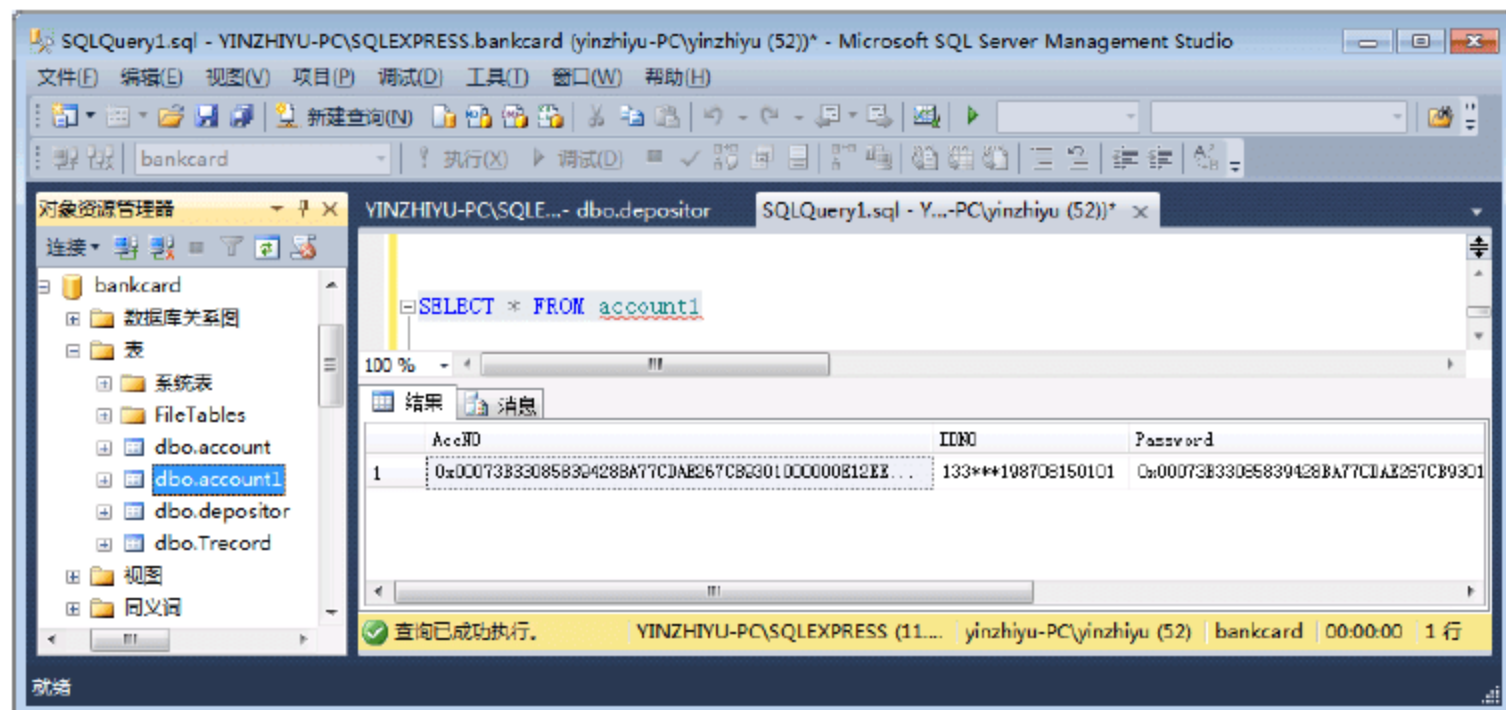 SQLQuery1.sql - YINZHIYU-PC\SQLEXPRESS.bankcard (yinzhiyu-PC\yinzhiyu (52))* - Microsoft SQL Server Management Studio
文件(F) 编辑(E) 视图(V) 项目(P) 调试(D) 工具(T) 窗口(W) 帮助(H)
新建查询(N)
bankcard 执行(X) 调试(D)
对象资源管理器 YINZHIYU-PC\SQLE...- dbo.depositor SQLQuery1.sql - Y...-PC\yinzhiyu (52))*
连接
bankcard
数据库关系图
表
系统表
FileTables
dbo.account
dbo.account1
dbo.depositor
dbo.Trecord
视图
同义词
SELECT * FROM account1
100 %
结果 消息
AccNO IDNO Password
1 133***198708150101
查询已成功执行。 YINZHIYU-PC\SQLEXPRESS (11.... yinzhiyu-PC\yinzhiyu (52) bankcard 00:00:00 1 行
就绪